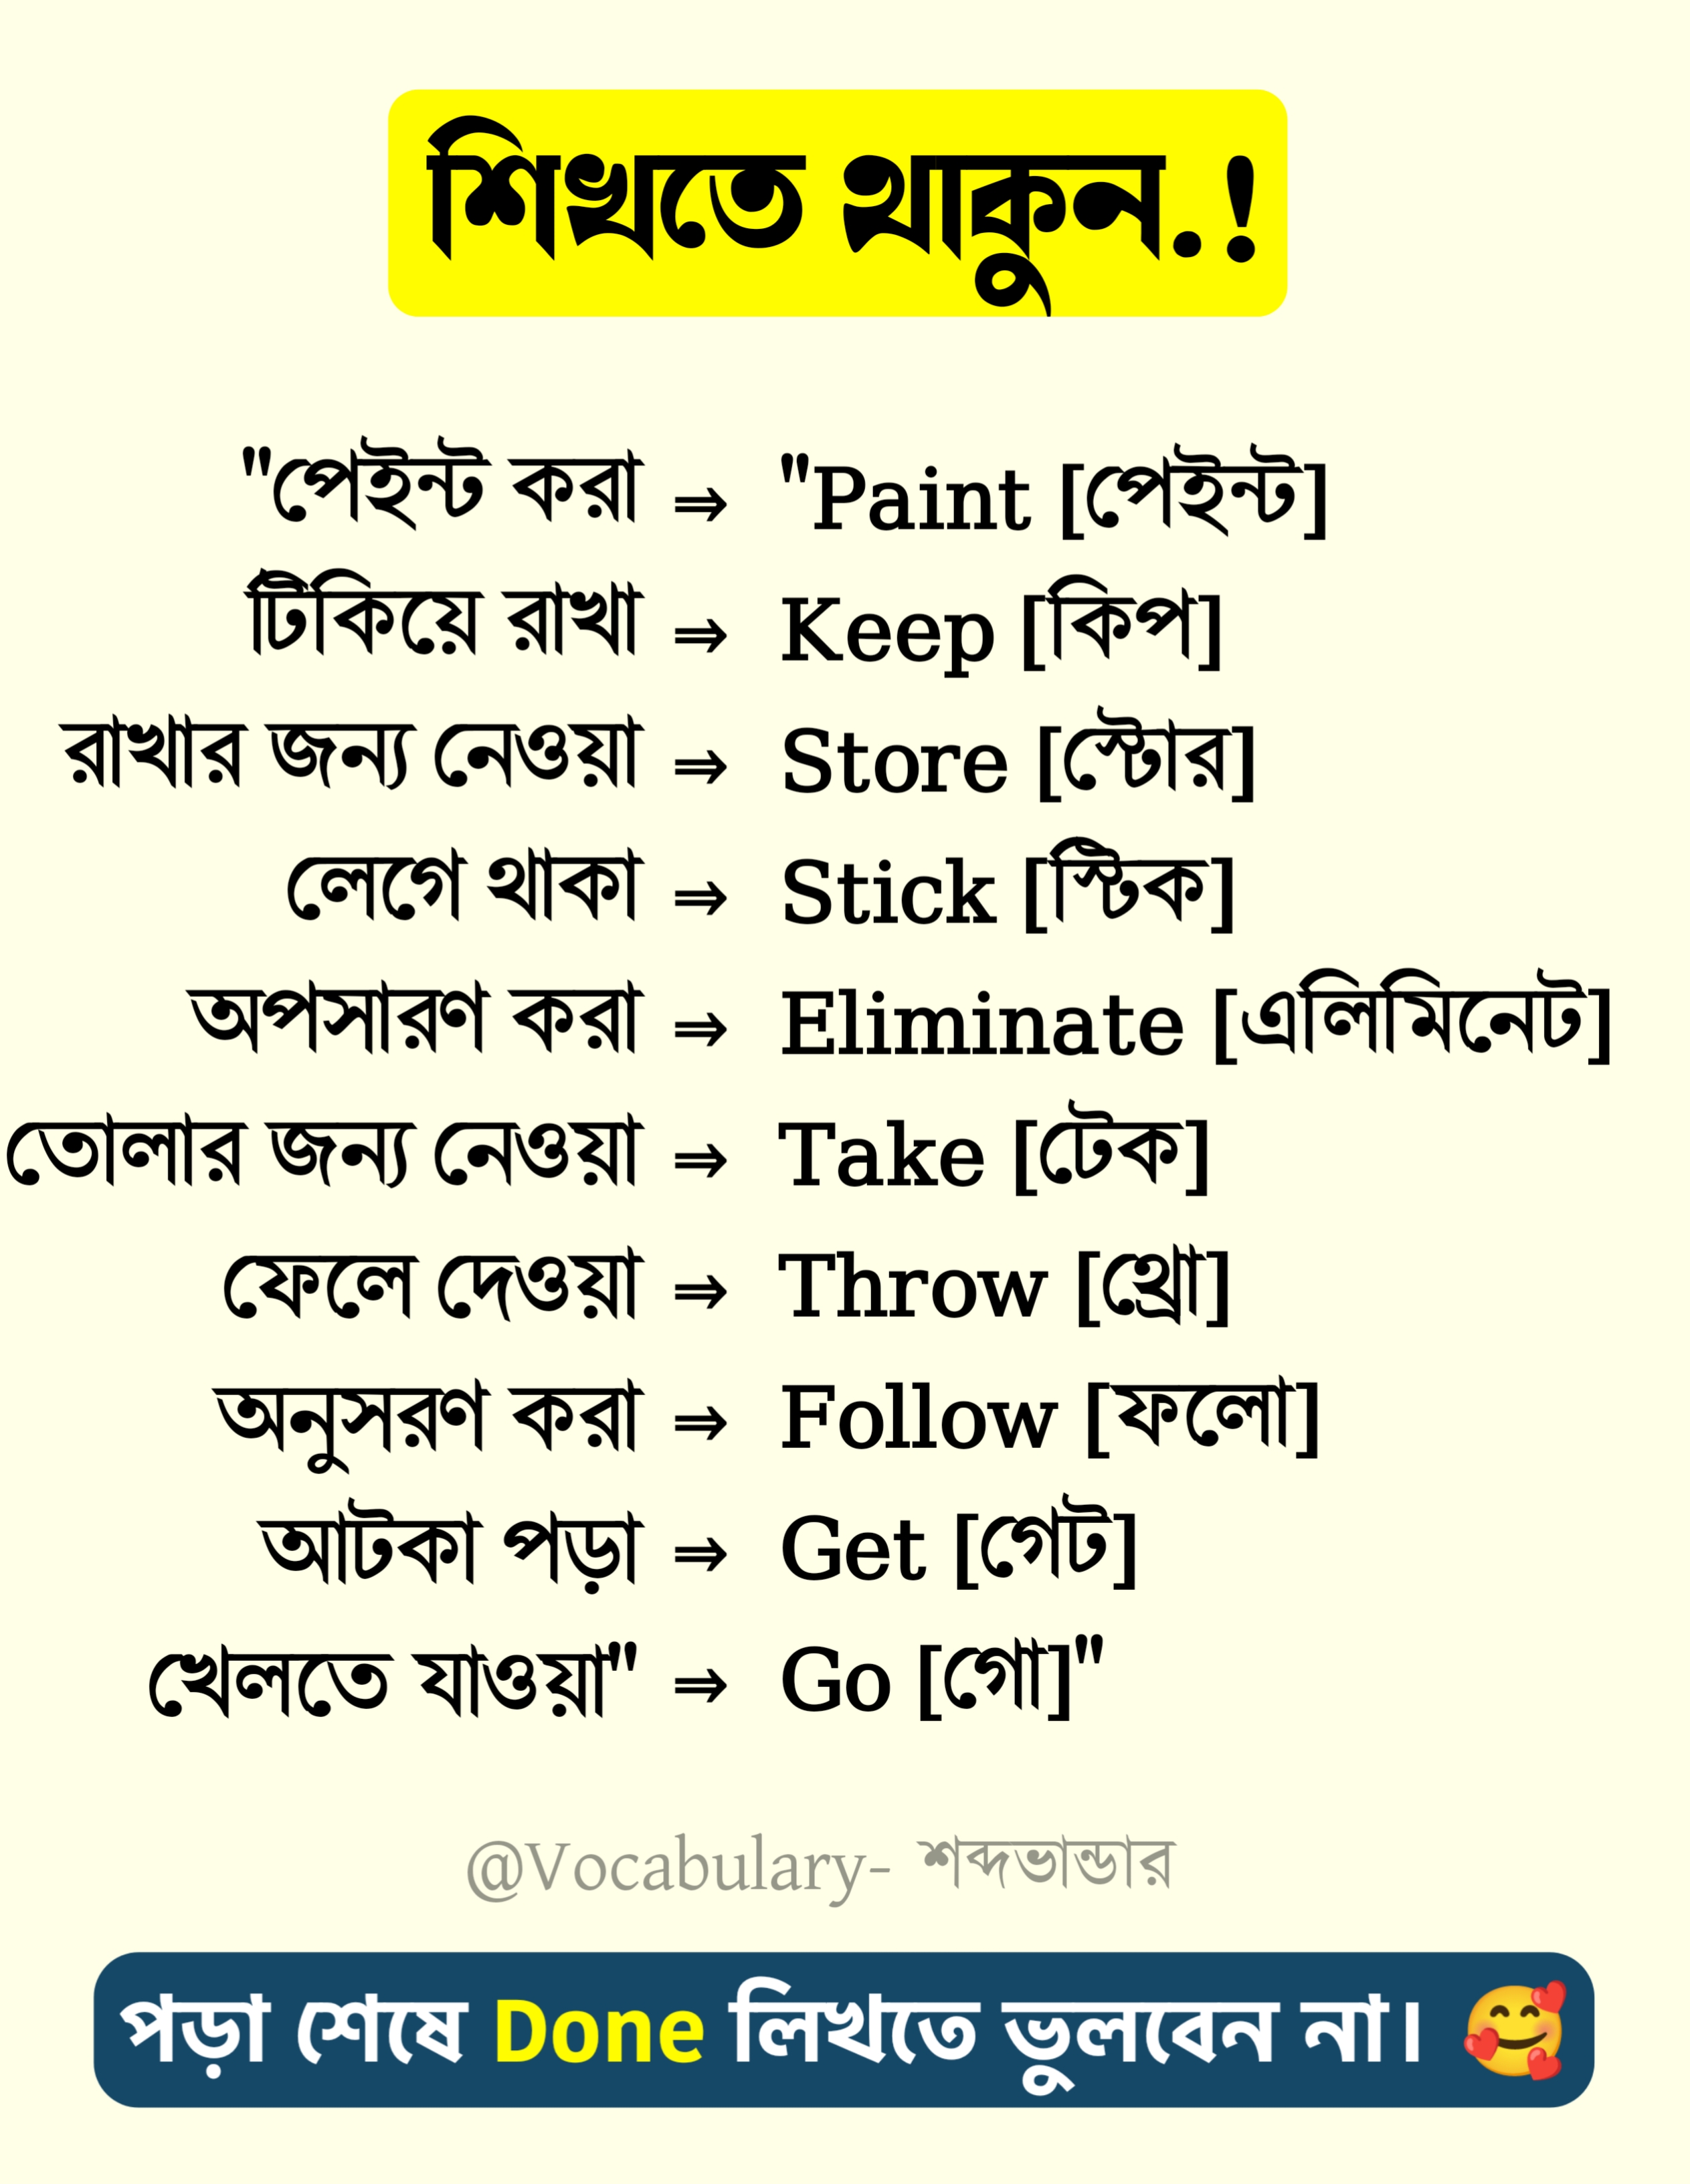 শিখতে থাকুন.!
"পেইন্ট করা ⇒ "Paint [পেইন্ট]
টিকিয়ে রাখা ⇒ Keep [কিপ]
রাখার জন্য নেওয়া ⇒ Store [স্টোর]
লেগে থাকা ⇒ Stick [স্টিক]
অপসারণ করা ⇒ Eliminate [এলিমিনেট]
তোলার জন্য নেওয়া ⇒ Take [টেক]
ফেলে দেওয়া ⇒ Throw [থ্রো]
অনুসরণ করা ⇒ Follow [ফলো]
আটকা পড়া ⇒ Get [গেট]
খেলতে যাওয়া" ⇒ Go [গো]"
@Vocabulary- শব্দভান্ডার
পড়া শেষে Done লিখতে ভুলবেন না। 🥰